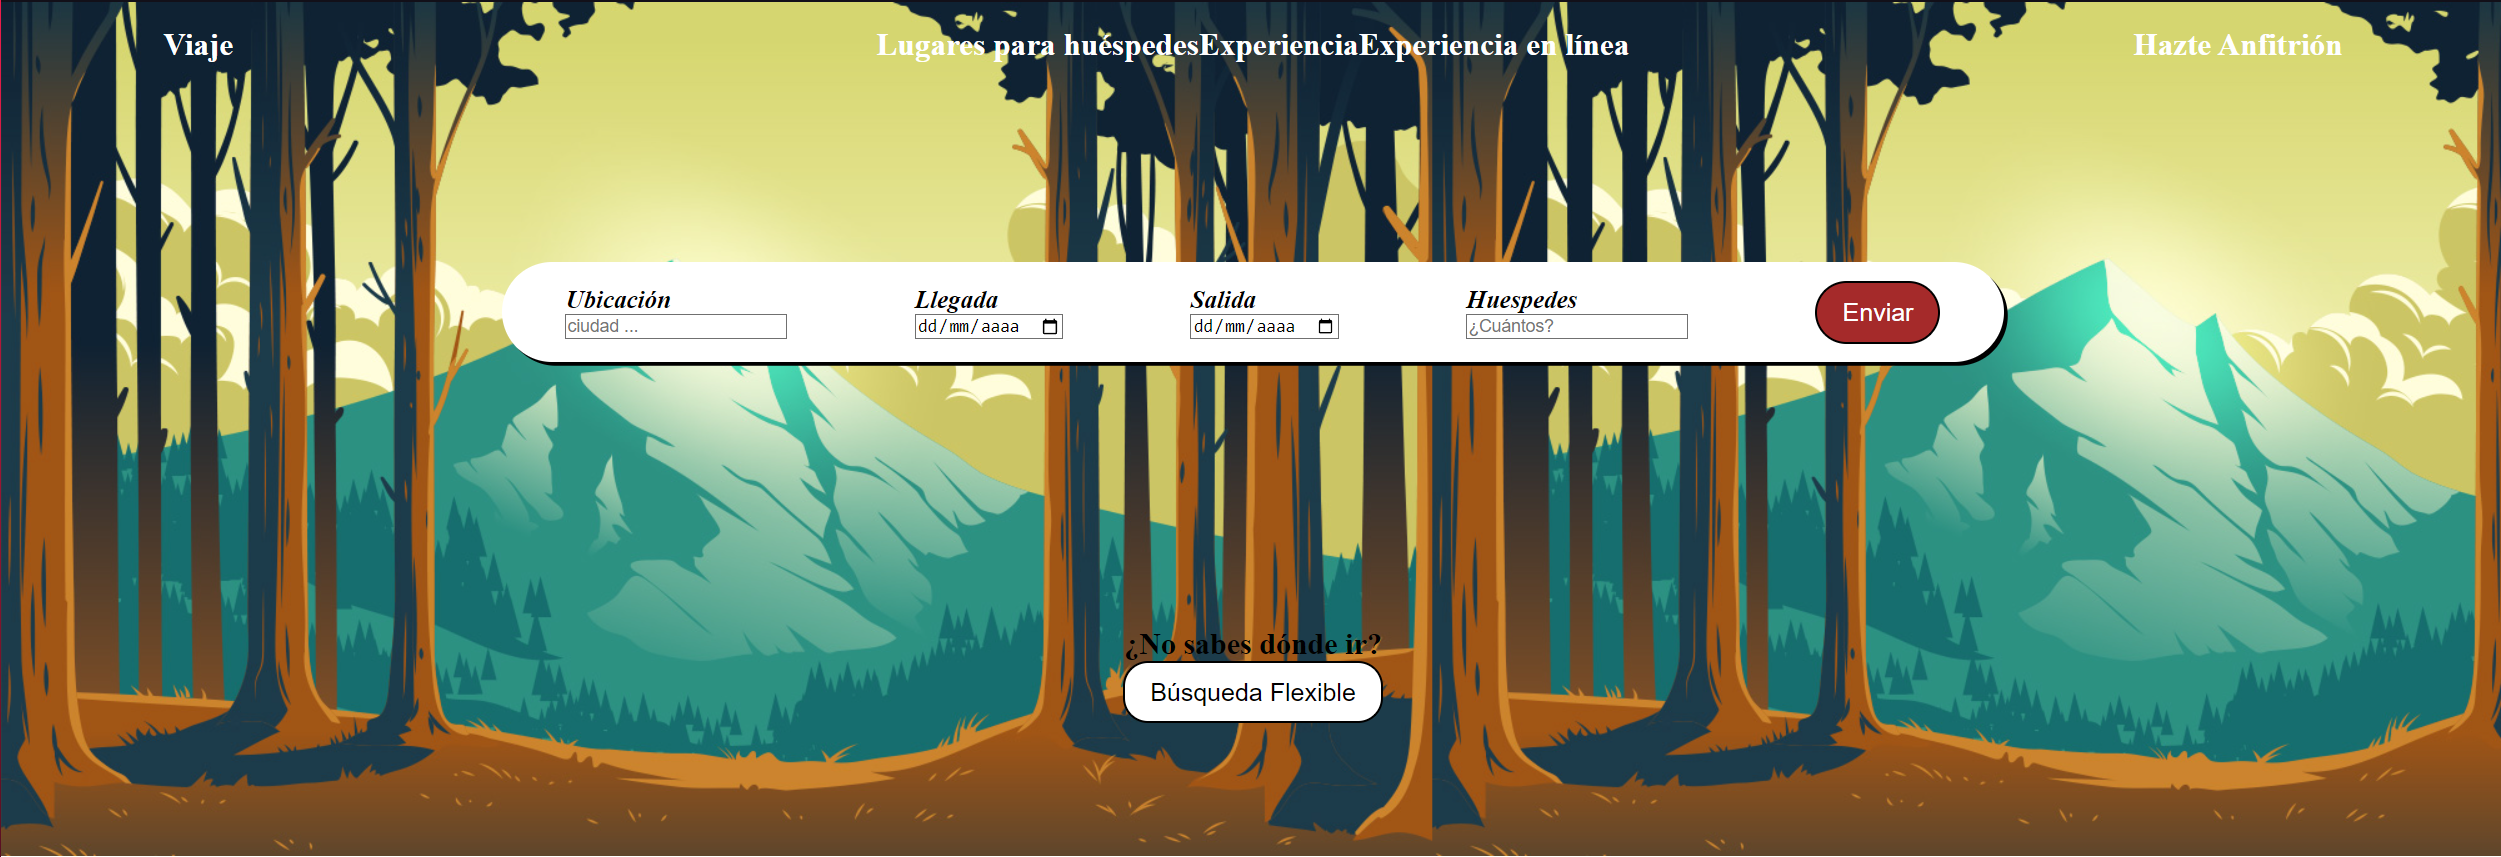 Viaje Lugares para huéspedesExperienciaExperiencia en línea Hazte Anfitrión
Ubicación Llegada Salida Huespedes
ciudad ... dd/mm/aaaa dd/mm/aaaa ¿Cuántos? Enviar
¿No sabes dónde ir?
Búsqueda Flexible